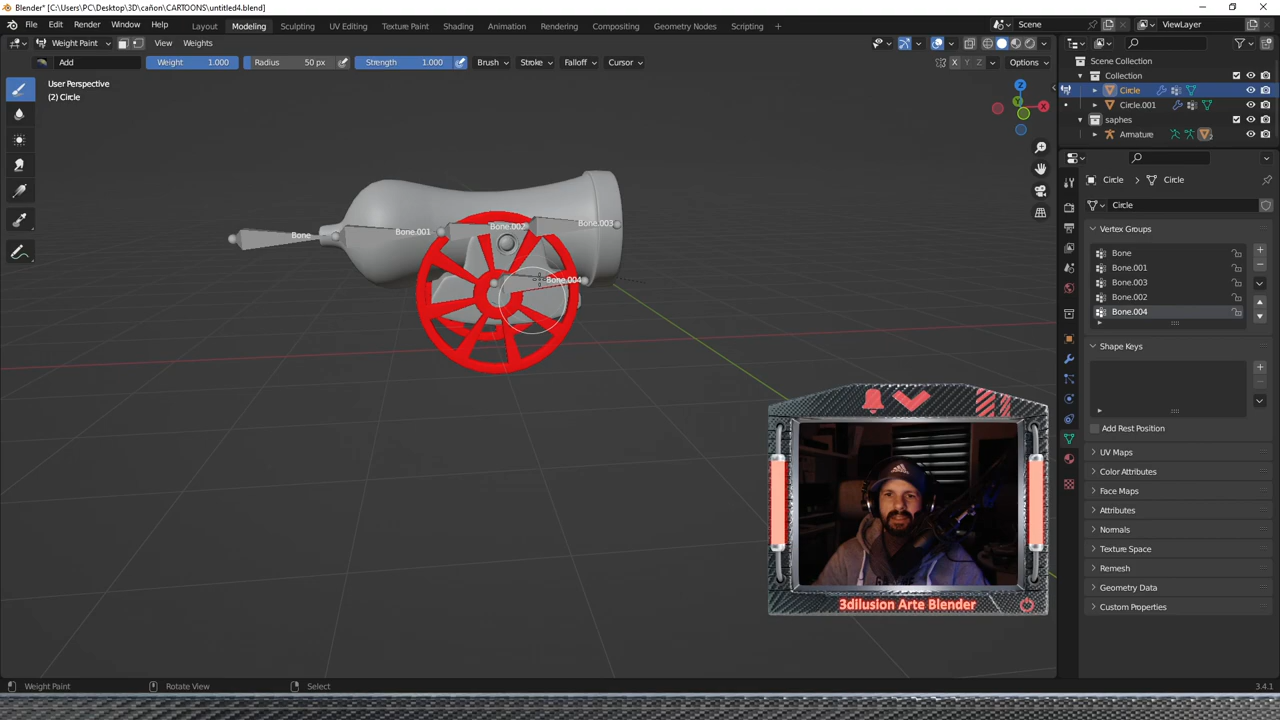 Blender* [C:\Users\PC\Desktop\3D\cañon\CARTOONS\untitled4.blend]
File Edit Render Window Help Layout Modeling Sculpting UV Editing Texture Paint Shading Animation Rendering Compositing Geometry Nodes Scripting + Scene ViewLayer
Weight Paint View Weights
Add Weight 1.000 Radius 50 px Strength 1.000 Brush Stroke Falloff Cursor X Y Z Options
User Perspective
(2) Circle
Z
X
Y
Bone
Bone.001
Bone.002
Bone.003
Bone.004
Scene Collection
Collection
Circle
Circle.001
saphes
Armature
Circle Circle
Circle
Vertex Groups
Bone
Bone.001
Bone.003
Bone.002
Bone.004
Shape Keys
Add Rest Position
UV Maps
Color Attributes
Face Maps
Attributes
Normals
Texture Space
Remesh
Geometry Data
Custom Properties
3dilusion Arte Blender
Weight Paint Rotate View Select 3.4.1